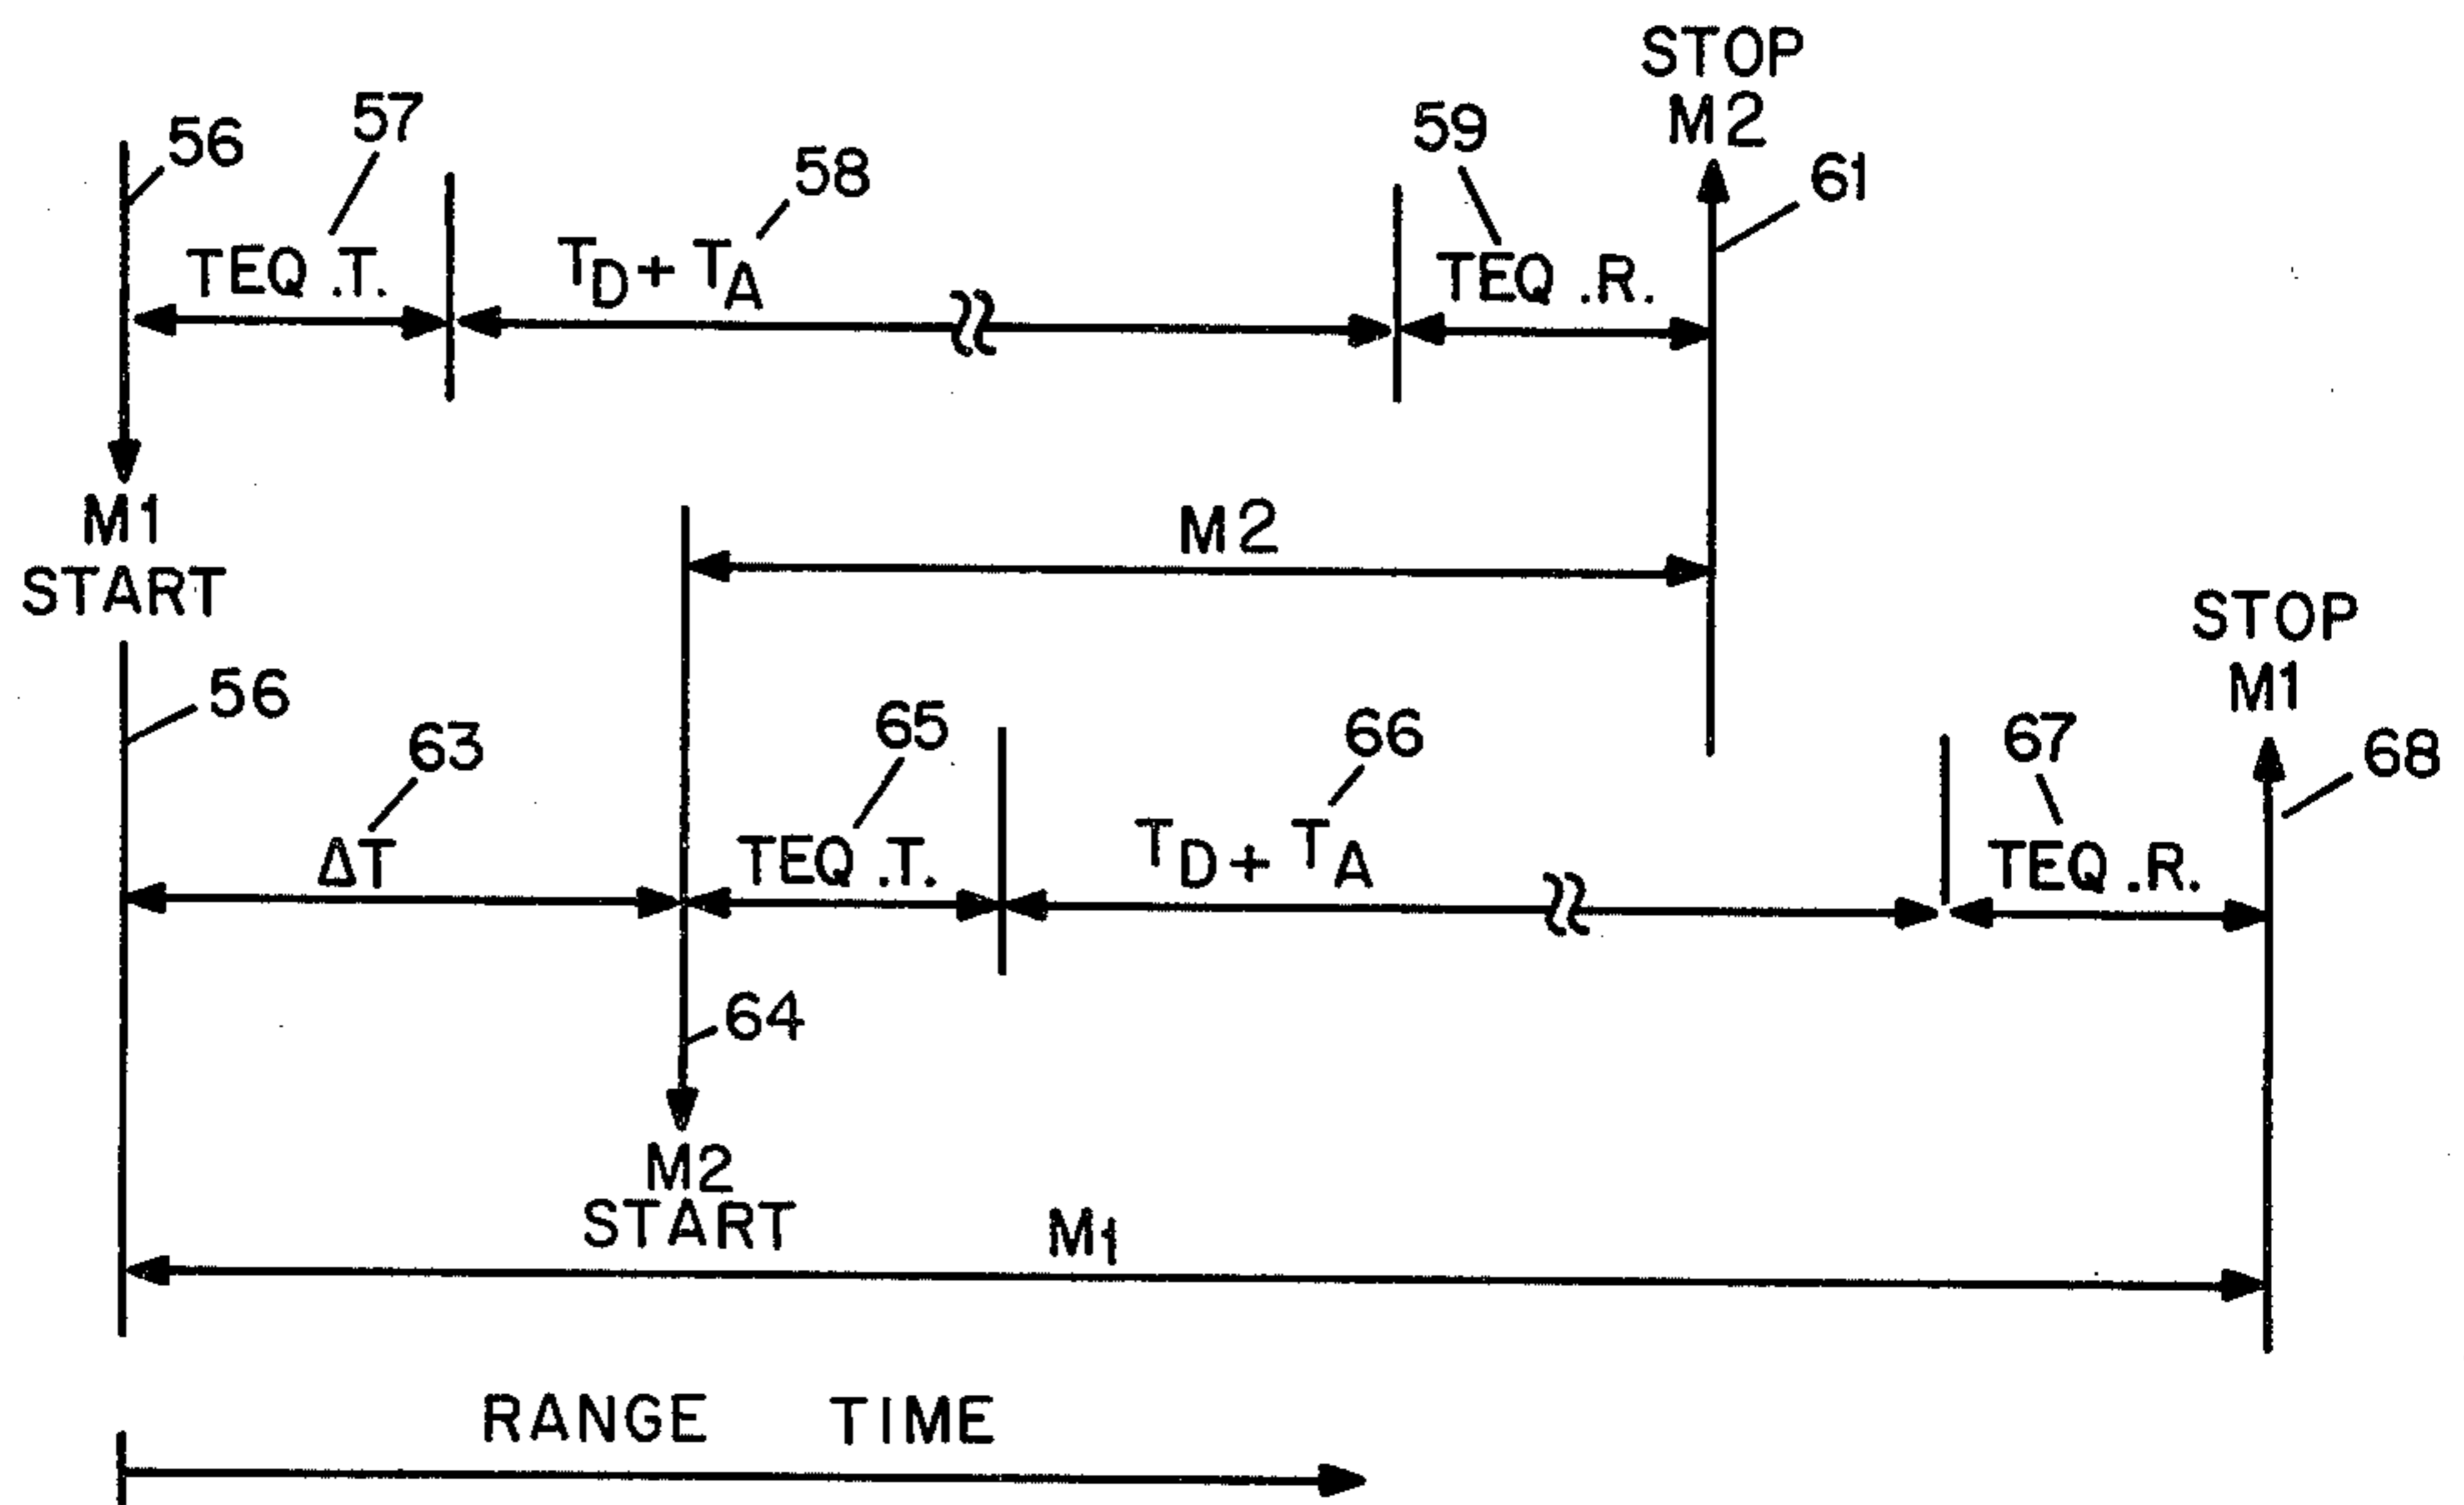 STOP
M2
56
57
58
59
61
TEQ.T.
TD + TA
TEQ.R.
M1
START
M2
STOP
M1
56
63
65
66
67
68
ΔT
TEQ.T.
TD + TA
TEQ.R.
64
M2
START
M1
RANGE TIME